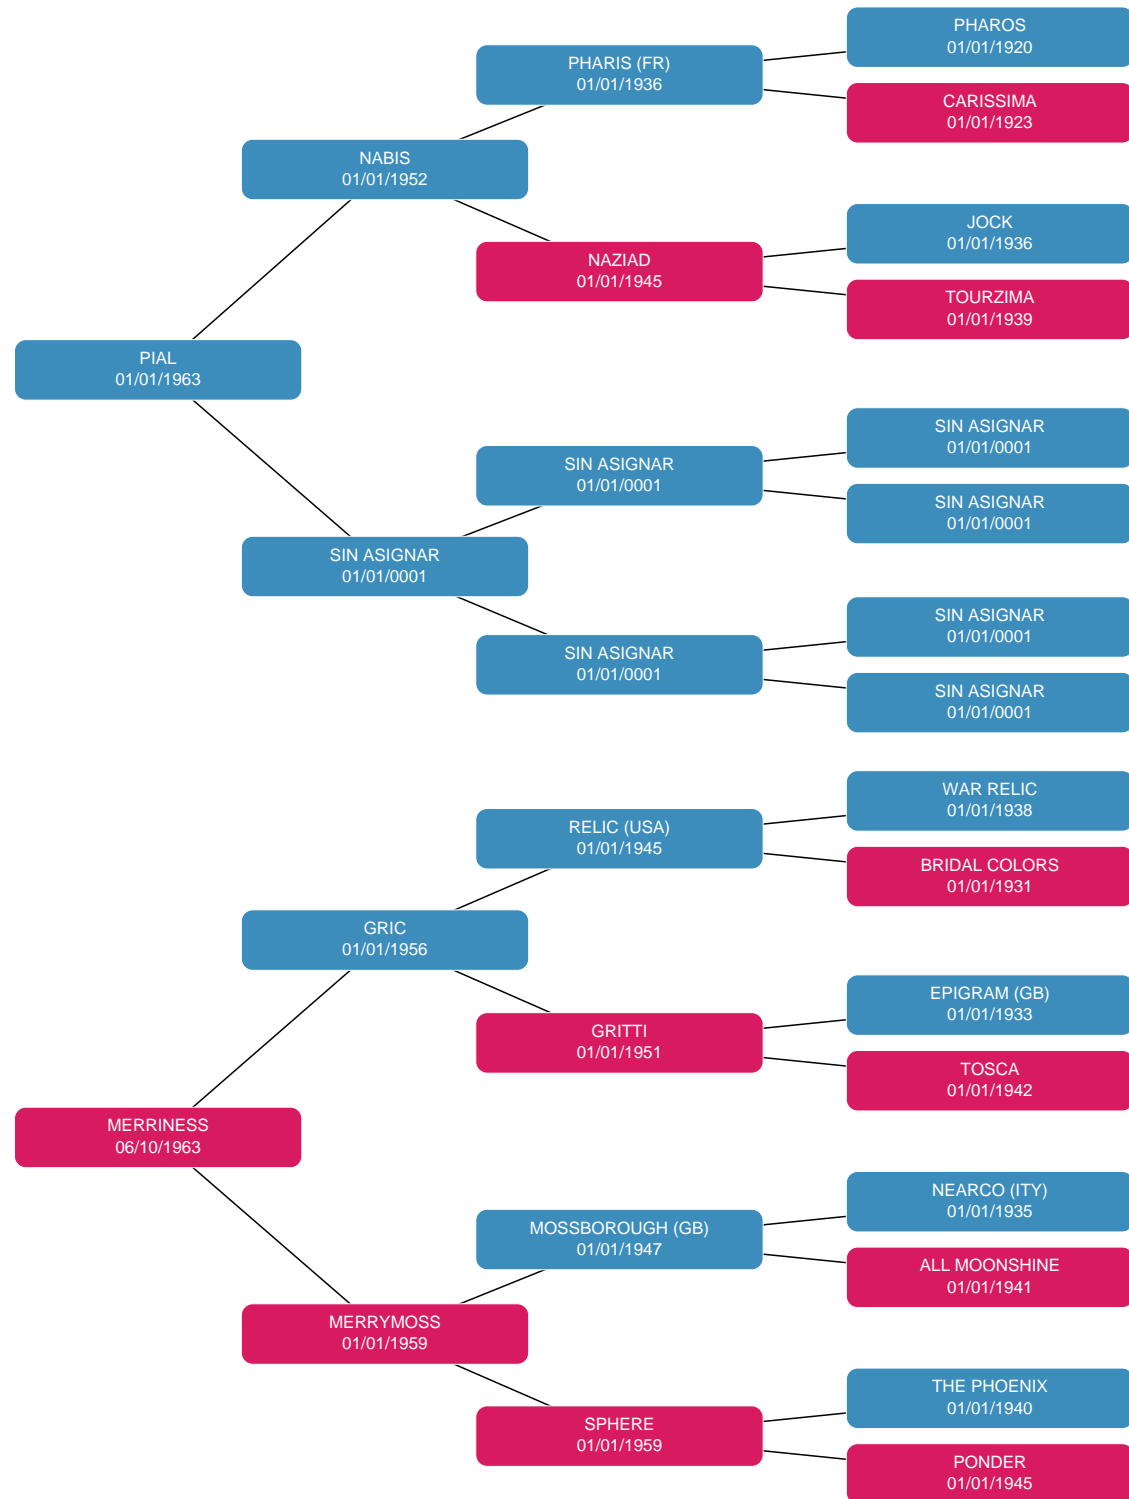 PHAROS
01/01/1920
PHARIS (FR)
01/01/1936
CARISSIMA
01/01/1923
NABIS
01/01/1952
JOCK
01/01/1936
NAZIAD
01/01/1945
TOURZIMA
01/01/1939
PIAL
01/01/1963
SIN ASIGNAR
01/01/0001
SIN ASIGNAR
01/01/0001
SIN ASIGNAR
01/01/0001
SIN ASIGNAR
01/01/0001
SIN ASIGNAR
01/01/0001
SIN ASIGNAR
01/01/0001
SIN ASIGNAR
01/01/0001
WAR RELIC
01/01/1938
RELIC (USA)
01/01/1945
BRIDAL COLORS
01/01/1931
GRIC
01/01/1956
EPIGRAM (GB)
01/01/1933
GRITTI
01/01/1951
TOSCA
01/01/1942
MERRINESS
06/10/1963
NEARCO (ITY)
01/01/1935
MOSSBOROUGH (GB)
01/01/1947
ALL MOONSHINE
01/01/1941
MERRYMOSS
01/01/1959
THE PHOENIX
01/01/1940
SPHERE
01/01/1959
PONDER
01/01/1945